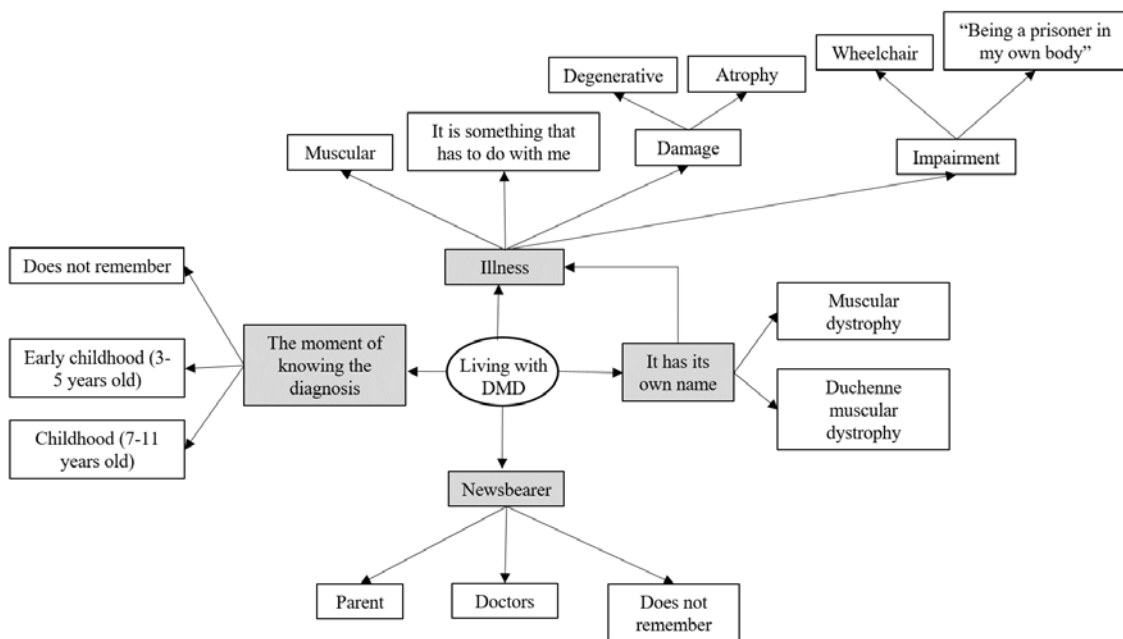 “Being a prisoner in
my own body”
Wheelchair
Degenerative
Atrophy
It is something that
has to do with me
Muscular
Damage
Impairment
Illness
Does not remember
Muscular
dystrophy
The moment of
knowing the
diagnosis
Early childhood (3-
5 years old)
Living with
DMD
It has its
own name
Duchenne
muscular
dystrophy
Childhood (7-11
years old)
Newsbearer
Parent
Doctors
Does not
remember